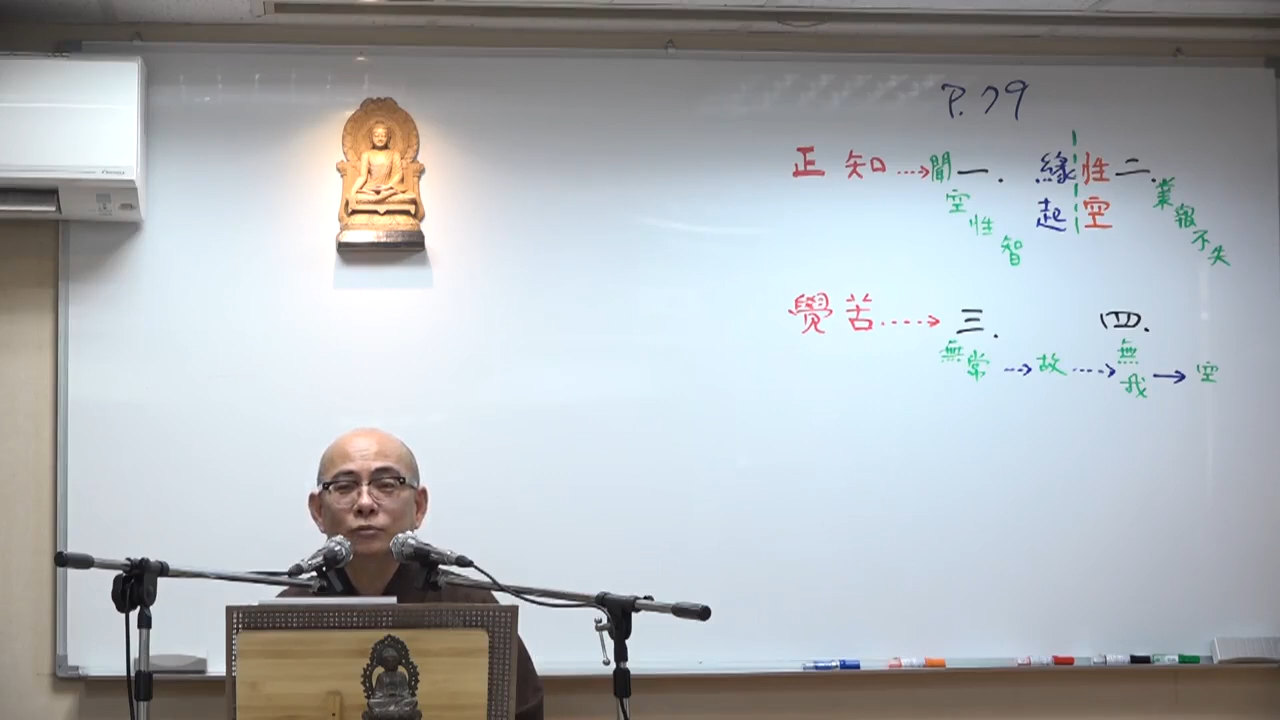 P.79
正知 ⇢ 聞一. 緣性二.
空性智 起空 業報不失
覺苦 ⇢ 三. 四.
無常 ⇢ 故 ⇢ 無我 → 空